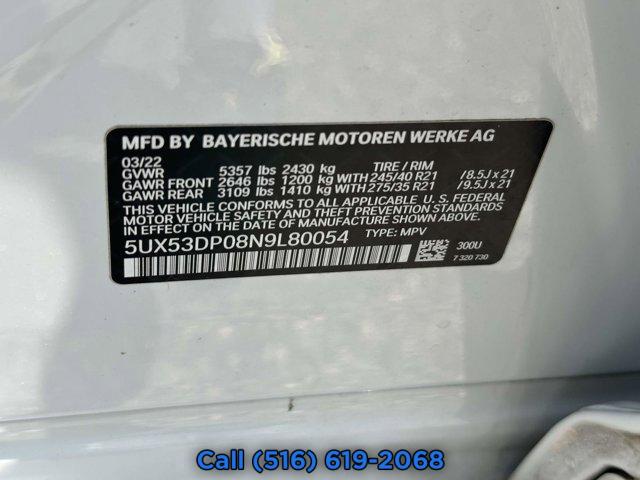 MFD BY BAYERISCHE MOTOREN WERKE AG
03/22 TIRE / RIM
GVWR 5357 lbs 2430 kg
GAWR FRONT 2646 lbs 1200 kg WITH 245/40 R21 /8.5J x 21
GAWR REAR 3109 lbs 1410 kg WITH 275/35 R21 /9.5J x 21
THIS VEHICLE CONFORMS TO ALL APPLICABLE U.S. FEDERAL
MOTOR VEHICLE SAFETY, BUMPER, AND THEFT PREVENTION STANDARDS
IN EFFECT ON THE DATE OF MANUFACTURE SHOWN ABOVE.
5UX53DP08N9L80054 TYPE: MPV
300U
7 320 730
Call (516) 619-2068